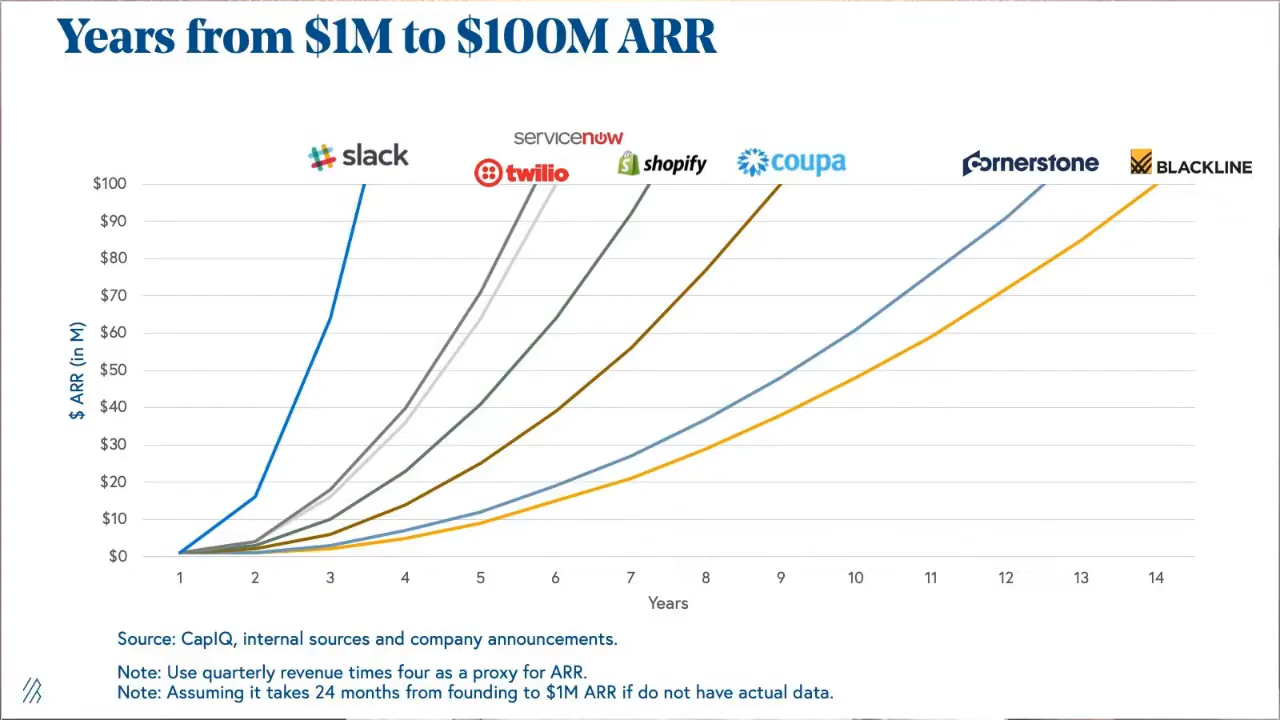 Years from $1M to $100M ARR
slack
servicenow
twilio
shopify
coupa
Cornerstone
BLACKLINE
$100
$90
$80
$70
$60
$50
$40
$30
$20
$10
$0
$ ARR (in M)
1 2 3 4 5 6 7 8 9 10 11 12 13 14
Years
Source: CapIQ, internal sources and company announcements.
Note: Use quarterly revenue times four as a proxy for ARR.
Note: Assuming it takes 24 months from founding to $1M ARR if do not have actual data.